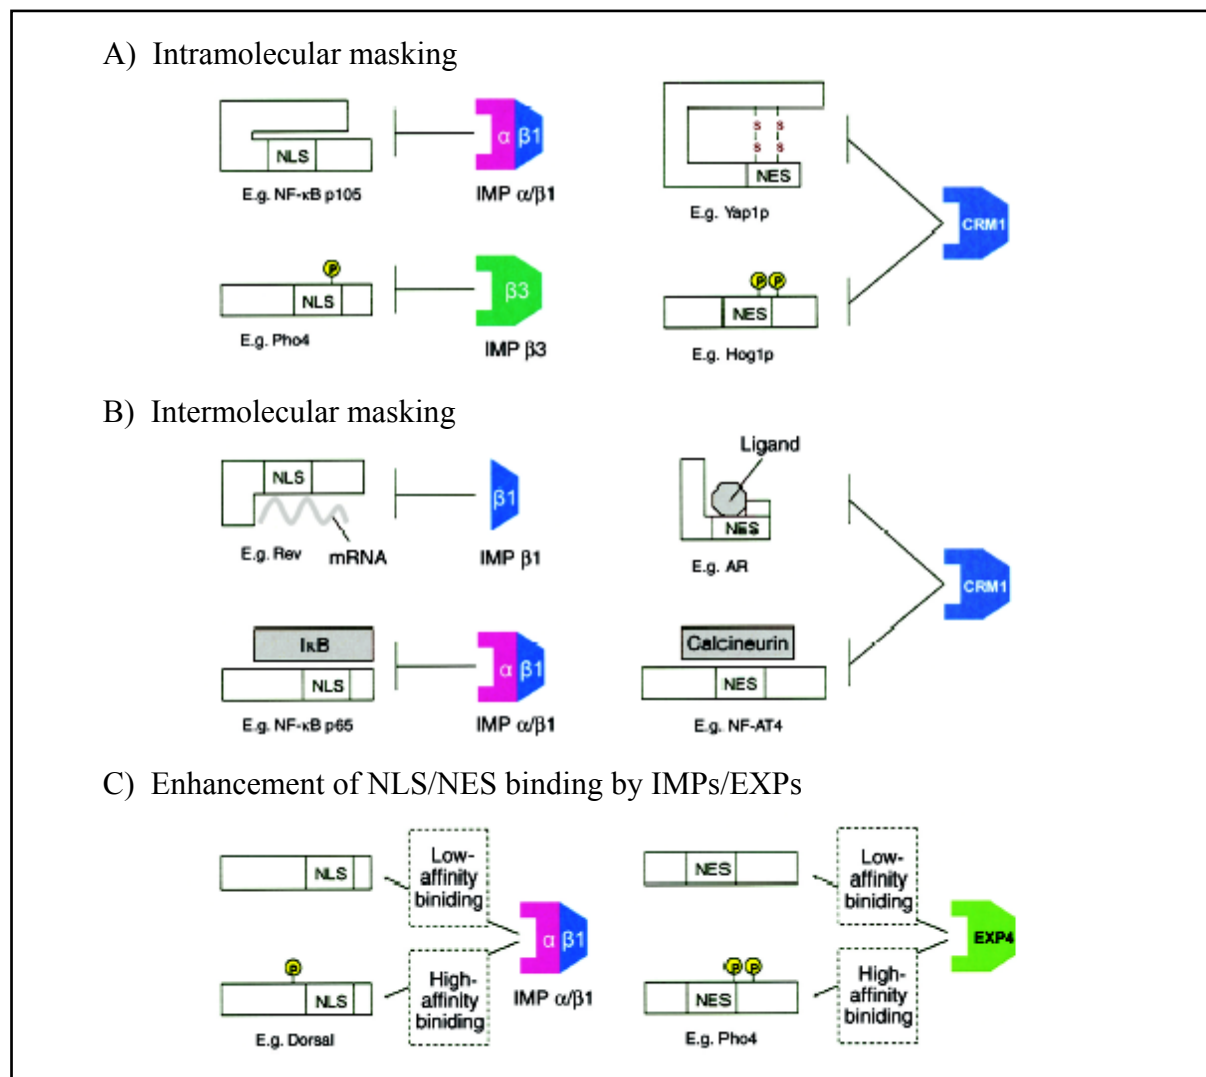 A) Intramolecular masking
NLS
E.g. NF-κB p105
α β1
IMP α/β1
S S
S S
NES
E.g. Yap1p
CRM1
P
NLS
E.g. Pho4
β3
IMP β3
P P
NES
E.g. Hog1p
B) Intermolecular masking
NLS
E.g. Rev
mRNA
β1
IMP β1
Ligand
NES
E.g. AR
CRM1
IκB
NLS
E.g. NF-κB p65
α β1
IMP α/β1
Calcineurin
NES
E.g. NF-AT4
C) Enhancement of NLS/NES binding by IMPs/EXPs
NLS
Low-
affinity
biniding
P
NLS
E.g. Dorsal
High-
affinity
biniding
α β1
IMP α/β1
NES
Low-
affinity
biniding
P P
NES
E.g. Pho4
High-
affinity
biniding
EXP4